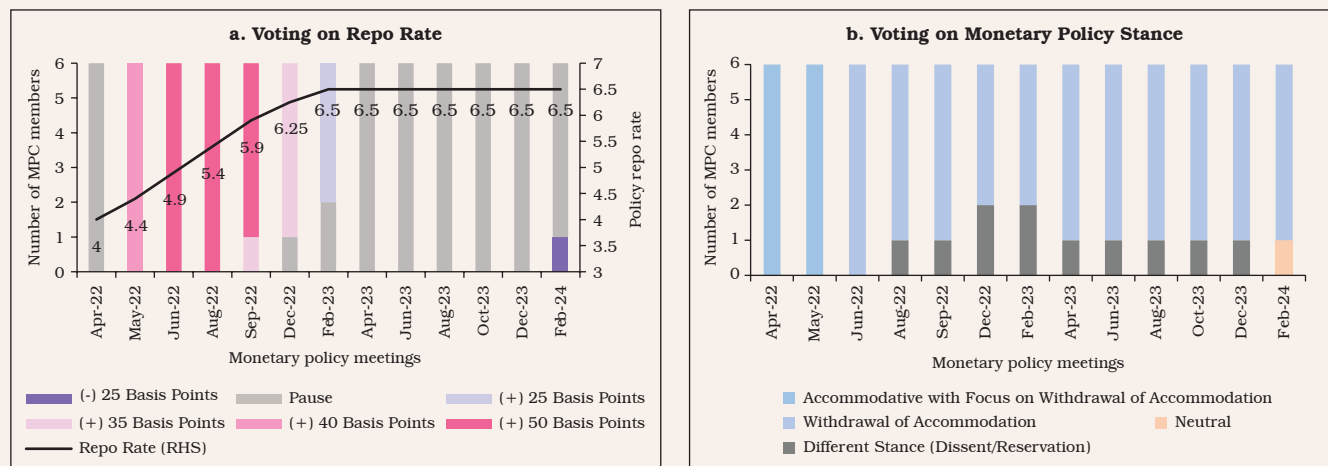 a. Voting on Repo Rate
Number of MPC members
6
5
4
3
2
1
0
7
6.5
6
5.5
5
4.5
4
3.5
3
Policy repo rate
4
4.4
4.9
5.4
5.9
6.25
6.5
6.5
6.5
6.5
6.5
6.5
6.5
Apr-22
May-22
Jun-22
Aug-22
Sep-22
Dec-22
Feb-23
Apr-23
Jun-23
Aug-23
Oct-23
Dec-23
Feb-24
Monetary policy meetings
(-) 25 Basis Points
Pause
(+) 25 Basis Points
(+) 35 Basis Points
(+) 40 Basis Points
(+) 50 Basis Points
Repo Rate (RHS)
b. Voting on Monetary Policy Stance
Number of MPC members
6
5
4
3
2
1
0
Apr-22
May-22
Jun-22
Aug-22
Sep-22
Dec-22
Feb-23
Apr-23
Jun-23
Aug-23
Oct-23
Dec-23
Feb-24
Monetary policy meetings
Accommodative with Focus on Withdrawal of Accommodation
Withdrawal of Accommodation
Neutral
Different Stance (Dissent/Reservation)